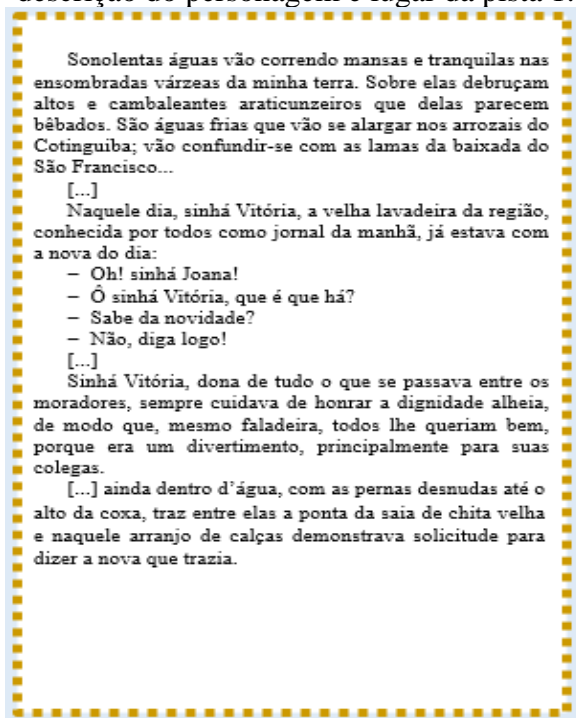 descrição do personagem e lugar da pista 1.
Sonolentas águas vão correndo mansas e tranquilas nas
ensombradas várzeas da minha terra. Sobre elas debruçam
altos e cambaleantes araticunzeiros que delas parecem
bêbados. São águas frias que vão se alargar nos arrozais do
Cotinguiba; vão confundir-se com as lamas da baixada do
São Francisco...
[...]
Naquele dia, sinhá Vitória, a velha lavadeira da região,
conhecida por todos como jornal da manhã, já estava com
a nova do dia:
– Oh! sinhá Joana!
– Ô sinhá Vitória, que é que há?
– Sabe da novidade?
– Não, diga logo!
[...]
Sinhá Vitória, dona de tudo o que se passava entre os
moradores, sempre cuidava de honrar a dignidade alheia,
de modo que, mesmo faladeira, todos lhe queriam bem,
porque era um divertimento, principalmente para suas
colegas.
[...] ainda dentro d’água, com as pernas desnudas até o
alto da coxa, traz entre elas a ponta da saia de chita velha
e naquele arranjo de calças demonstrava solicitude para
dizer a nova que trazia.